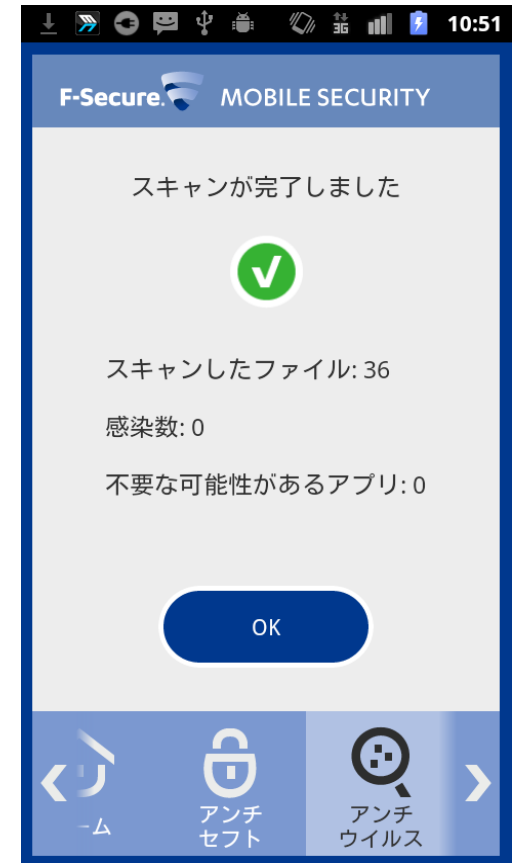 3G
10:51
F-Secure. MOBILE SECURITY
スキャンが完了しました
スキャンしたファイル: 36
感染数: 0
不要な可能性があるアプリ: 0
OK
ーム
アンチ
セフト
アンチ
ウイルス